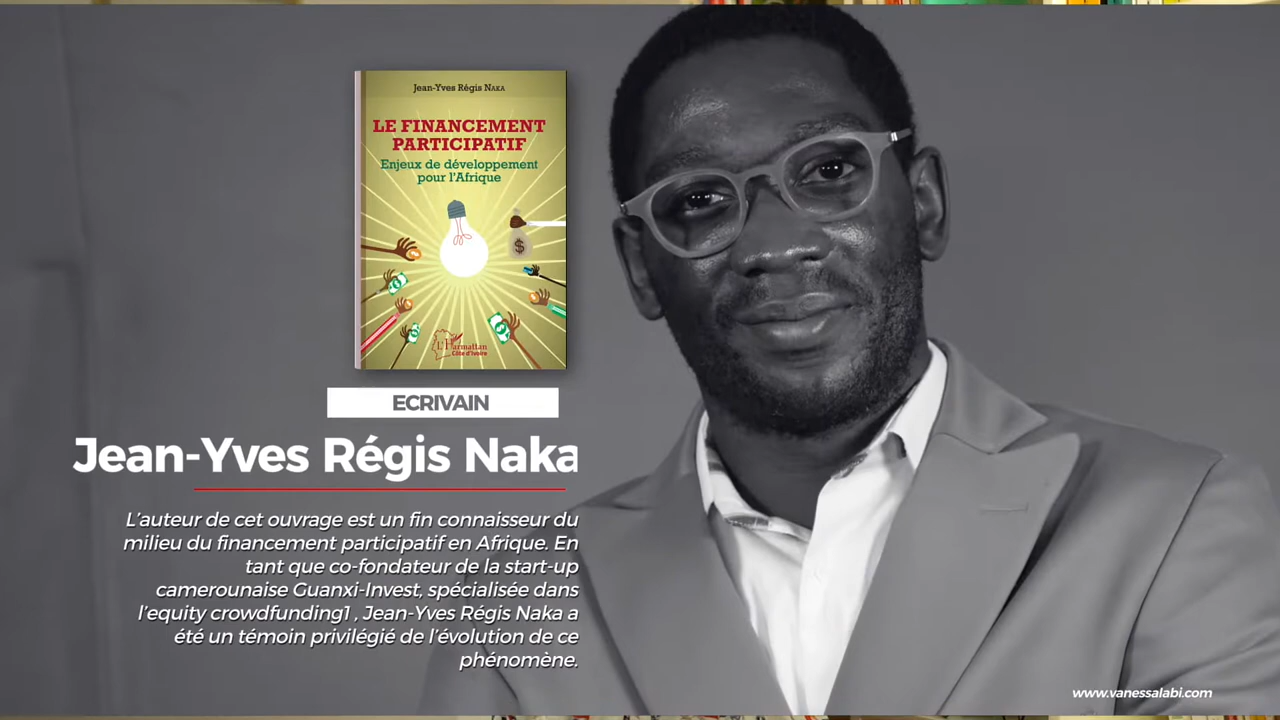 Jean-Yves Régis NAKA
LE FINANCEMENT
PARTICIPATIF
Enjeux de développement
pour l'Afrique
$
L'Harmattan
Côte d'Ivoire
ECRIVAIN
Jean-Yves Régis Naka
L'auteur de cet ouvrage est un fin connaisseur du
milieu du financement participatif en Afrique. En
tant que co-fondateur de la start-up
camerounaise Guanxi-Invest, spécialisée dans
l'equity crowdfunding1 , Jean-Yves Régis Naka a
été un témoin privilégié de l'évolution de ce
phénomène.
www.vanessalabi.com